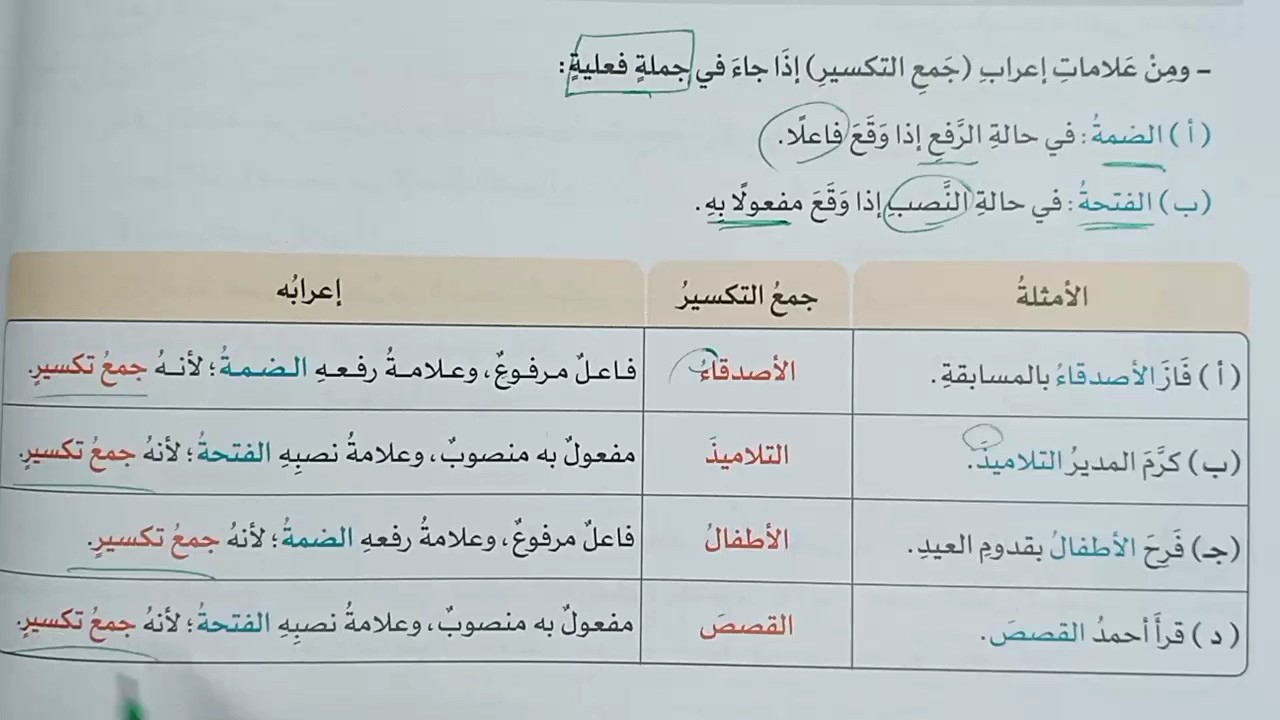 - ومِنْ عَلاماتِ إعرابِ (جَمعِ التكسيرِ) إذَا جاءَ في جملةٍ فعليةٍ:
(أ) الضمةُ: في حالةِ الرَّفعِ إذا وَقَعَ فاعلًا.
(ب) الفتحةُ: في حالةِ النَّصبِ إذا وَقَعَ مفعولًا بِهِ.
الأمثلةُ جمعُ التكسيرُ إعرابُه
(أ) فَازَ الأصدقاءُ بالمسابقةِ. الأصدقاءُ فاعلٌ مرفوعٌ، وعلامةُ رفعهِ الضمةُ؛ لأنهُ جمعُ تكسيرٍ.
(ب) كرَّمَ المديرُ التلاميذَ. التلاميذَ مفعولٌ به منصوبٌ، وعلامةُ نصبِهِ الفتحةُ؛ لأنهُ جمعُ تكسيرٍ.
(جـ) فَرِحَ الأطفالُ بقدومِ العيدِ. الأطفالُ فاعلٌ مرفوعٌ، وعلامةُ رفعهِ الضمةُ؛ لأنهُ جمعُ تكسيرٍ.
(د) قرأَ أحمدُ القصصَ. القصصَ مفعولٌ به منصوبٌ، وعلامةُ نصبِهِ الفتحةُ؛ لأنهُ جمعُ تكسيرٍ.